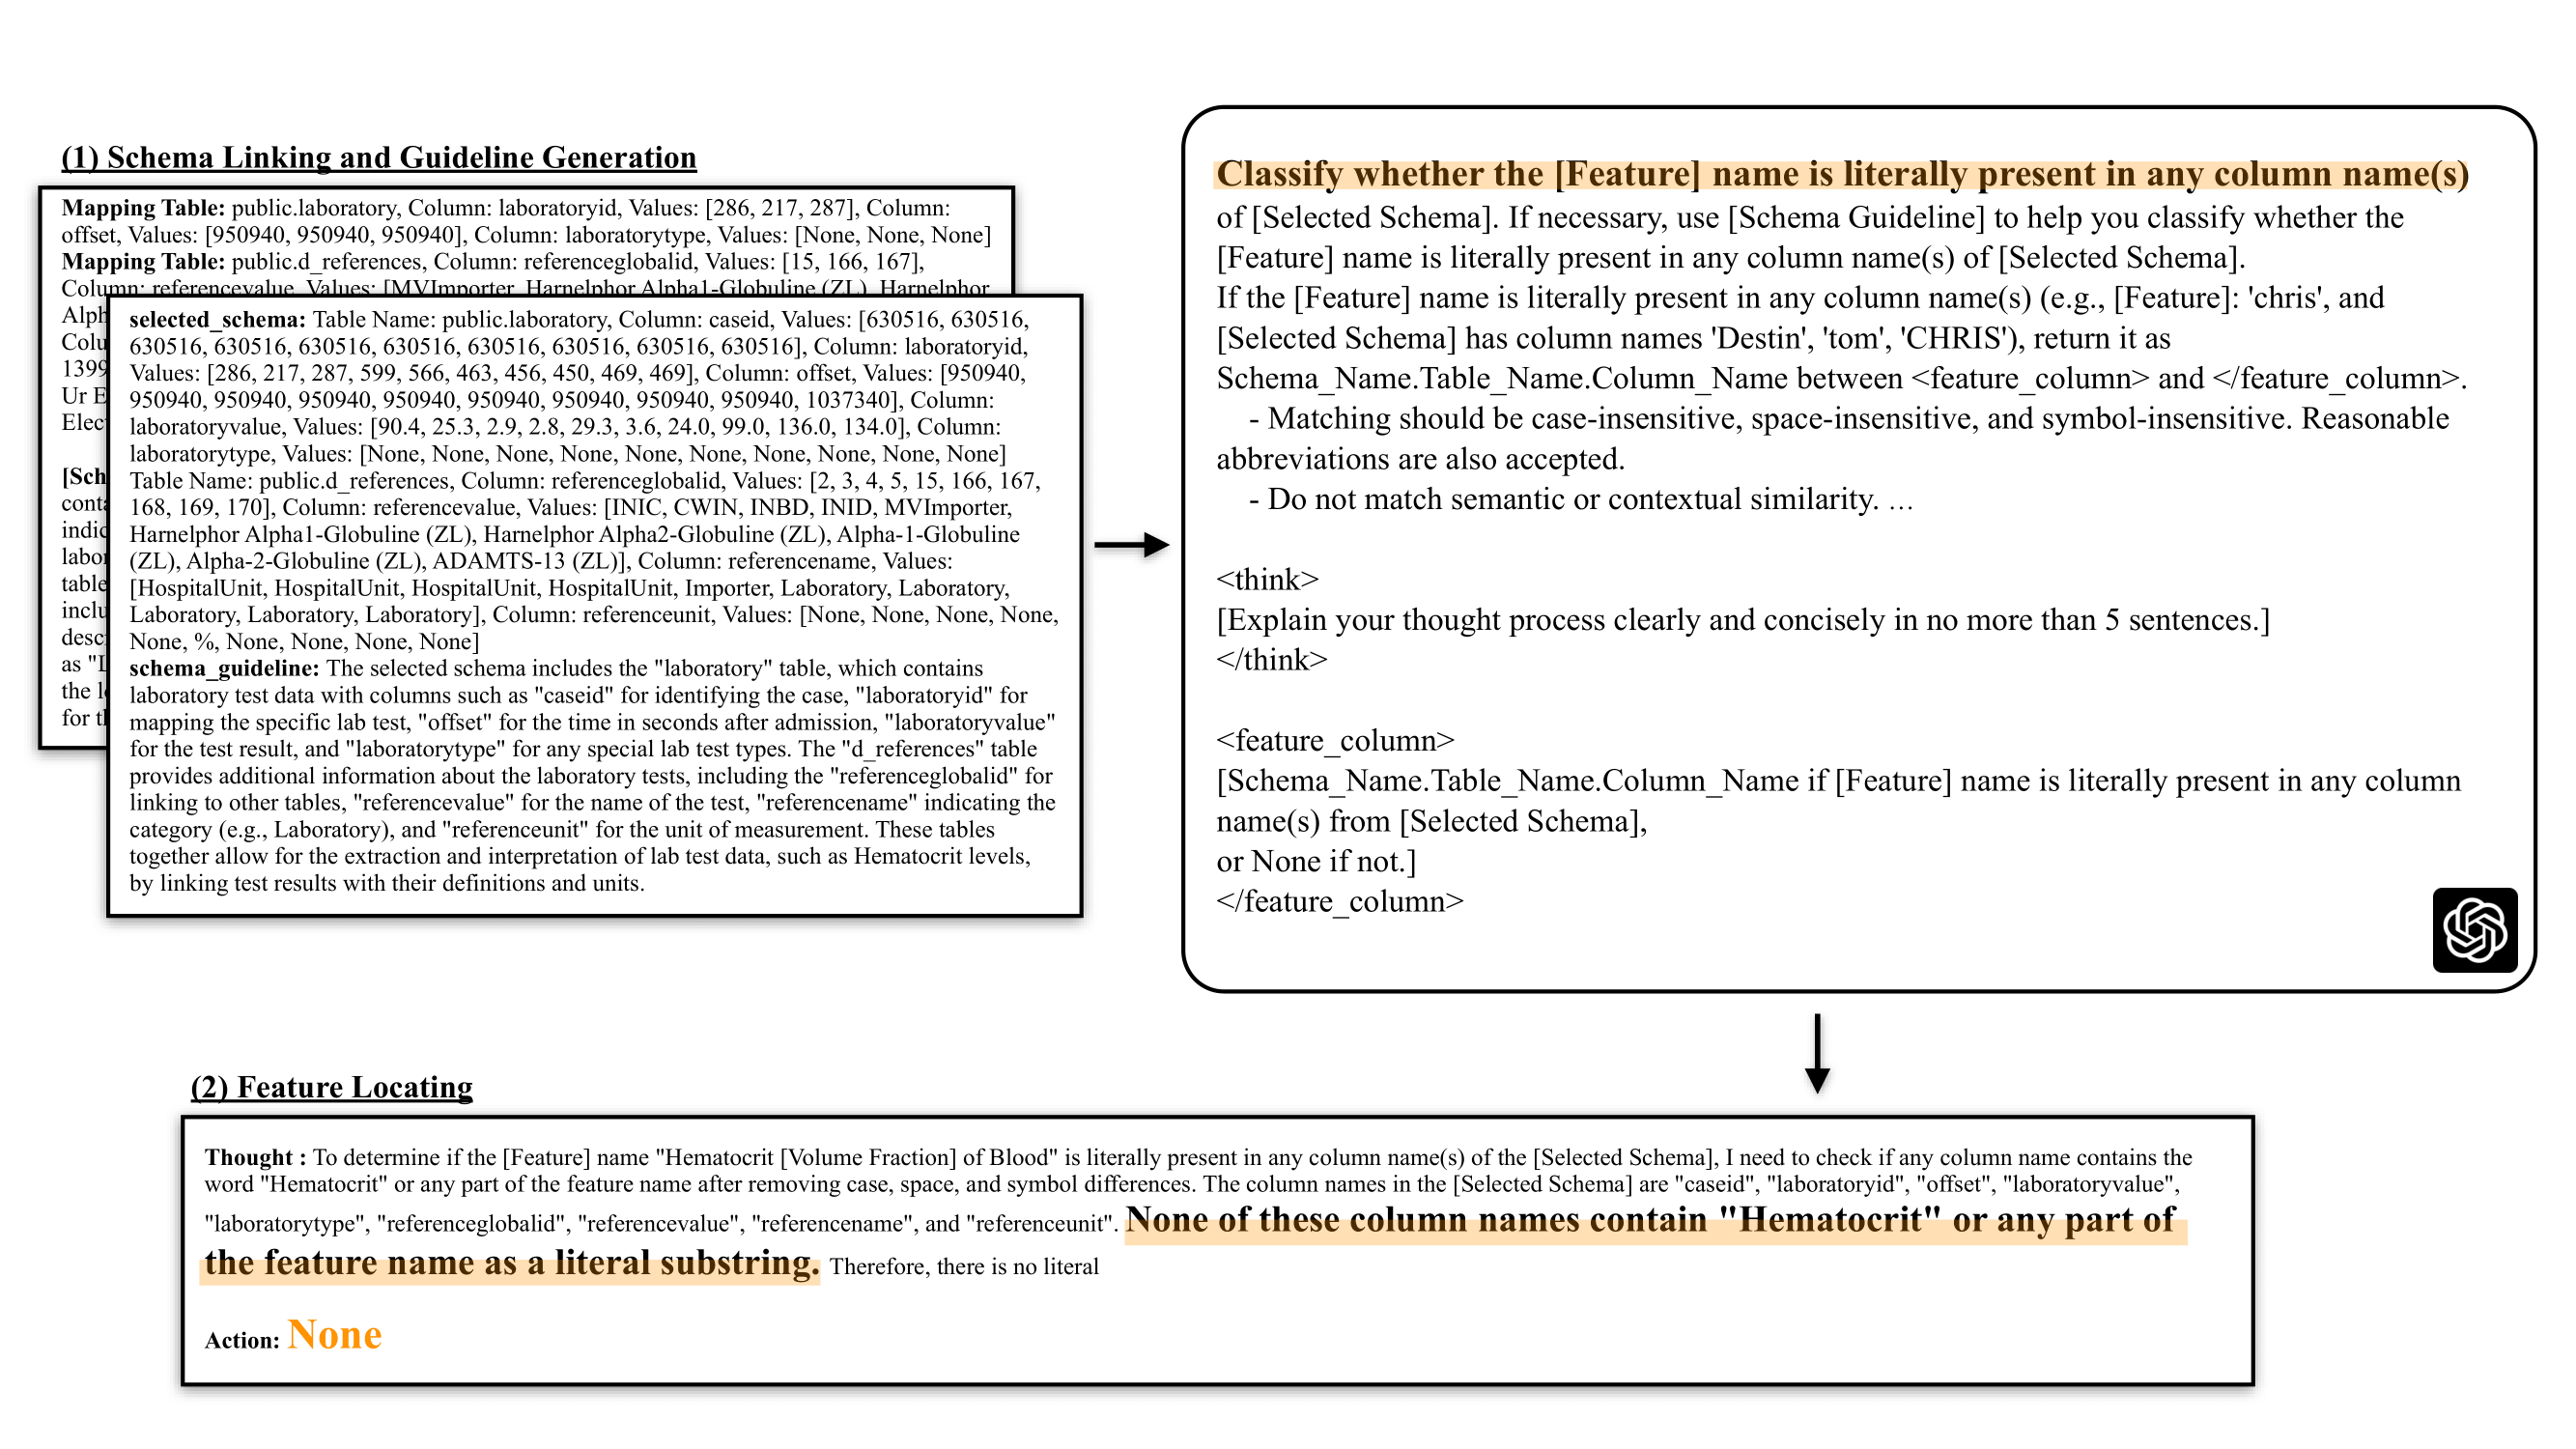 (1) Schema Linking and Guideline Generation
Mapping Table: public.laboratory, Column: laboratoryid, Values: [286, 217, 287], Column:
offset, Values: [950940, 950940, 950940], Column: laboratorytype, Values: [None, None, None]
Mapping Table: public.d_references, Column: referenceglobalid, Values: [15, 166, 167],
Column: referencevalue, Values: [MVImporter, Harnelphor Alpha1-Globuline (ZL), Harnelphor
1399
Ur E
[Sch
as "L
selected_schema: Table Name: public.laboratory, Column: caseid, Values: [630516, 630516,
630516, 630516, 630516, 630516, 630516, 630516, 630516, 630516], Column: laboratoryid,
Values: [286, 217, 287, 599, 566, 463, 456, 450, 469, 469], Column: offset, Values: [950940,
950940, 950940, 950940, 950940, 950940, 950940, 950940, 1037340], Column:
laboratoryvalue, Values: [90.4, 25.3, 2.9, 2.8, 29.3, 3.6, 24.0, 99.0, 136.0, 134.0], Column:
laboratorytype, Values: [None, None, None, None, None, None, None, None, None, None]
Table Name: public.d_references, Column: referenceglobalid, Values: [2, 3, 4, 5, 15, 166, 167,
168, 169, 170], Column: referencevalue, Values: [INIC, CWIN, INBD, INID, MVImporter,
Harnelphor Alpha1-Globuline (ZL), Harnelphor Alpha2-Globuline (ZL), Alpha-1-Globuline
(ZL), Alpha-2-Globuline (ZL), ADAMTS-13 (ZL)], Column: referencename, Values:
[HospitalUnit, HospitalUnit, HospitalUnit, HospitalUnit, Importer, Laboratory, Laboratory,
Laboratory, Laboratory, Laboratory], Column: referenceunit, Values: [None, None, None, None,
None, %, None, None, None, None]
schema_guideline: The selected schema includes the "laboratory" table, which contains
laboratory test data with columns such as "caseid" for identifying the case, "laboratoryid" for
mapping the specific lab test, "offset" for the time in seconds after admission, "laboratoryvalue"
for the test result, and "laboratorytype" for any special lab test types. The "d_references" table
provides additional information about the laboratory tests, including the "referenceglobalid" for
linking to other tables, "referencevalue" for the name of the test, "referencename" indicating the
category (e.g., Laboratory), and "referenceunit" for the unit of measurement. These tables
together allow for the extraction and interpretation of lab test data, such as Hematocrit levels,
by linking test results with their definitions and units.
Classify whether the [Feature] name is literally present in any column name(s)
of [Selected Schema]. If necessary, use [Schema Guideline] to help you classify whether the
[Feature] name is literally present in any column name(s) of [Selected Schema].
If the [Feature] name is literally present in any column name(s) (e.g., [Feature]: 'chris', and
[Selected Schema] has column names 'Destin', 'tom', 'CHRIS'), return it as
Schema_Name.Table_Name.Column_Name between <feature_column> and </feature_column>.
- Matching should be case-insensitive, space-insensitive, and symbol-insensitive. Reasonable
abbreviations are also accepted.
- Do not match semantic or contextual similarity. …
<think>
[Explain your thought process clearly and concisely in no more than 5 sentences.]
</think>
<feature_column>
[Schema_Name.Table_Name.Column_Name if [Feature] name is literally present in any column
name(s) from [Selected Schema],
or None if not.]
</feature_column>
(2) Feature Locating
Thought : To determine if the [Feature] name "Hematocrit [Volume Fraction] of Blood" is literally present in any column name(s) of the [Selected Schema], I need to check if any column name contains the
word "Hematocrit" or any part of the feature name after removing case, space, and symbol differences. The column names in the [Selected Schema] are "caseid", "laboratoryid", "offset", "laboratoryvalue",
"laboratorytype", "referenceglobalid", "referencevalue", "referencename", and "referenceunit". None of these column names contain "Hematocrit" or any part of
the feature name as a literal substring. Therefore, there is no literal
Action: None